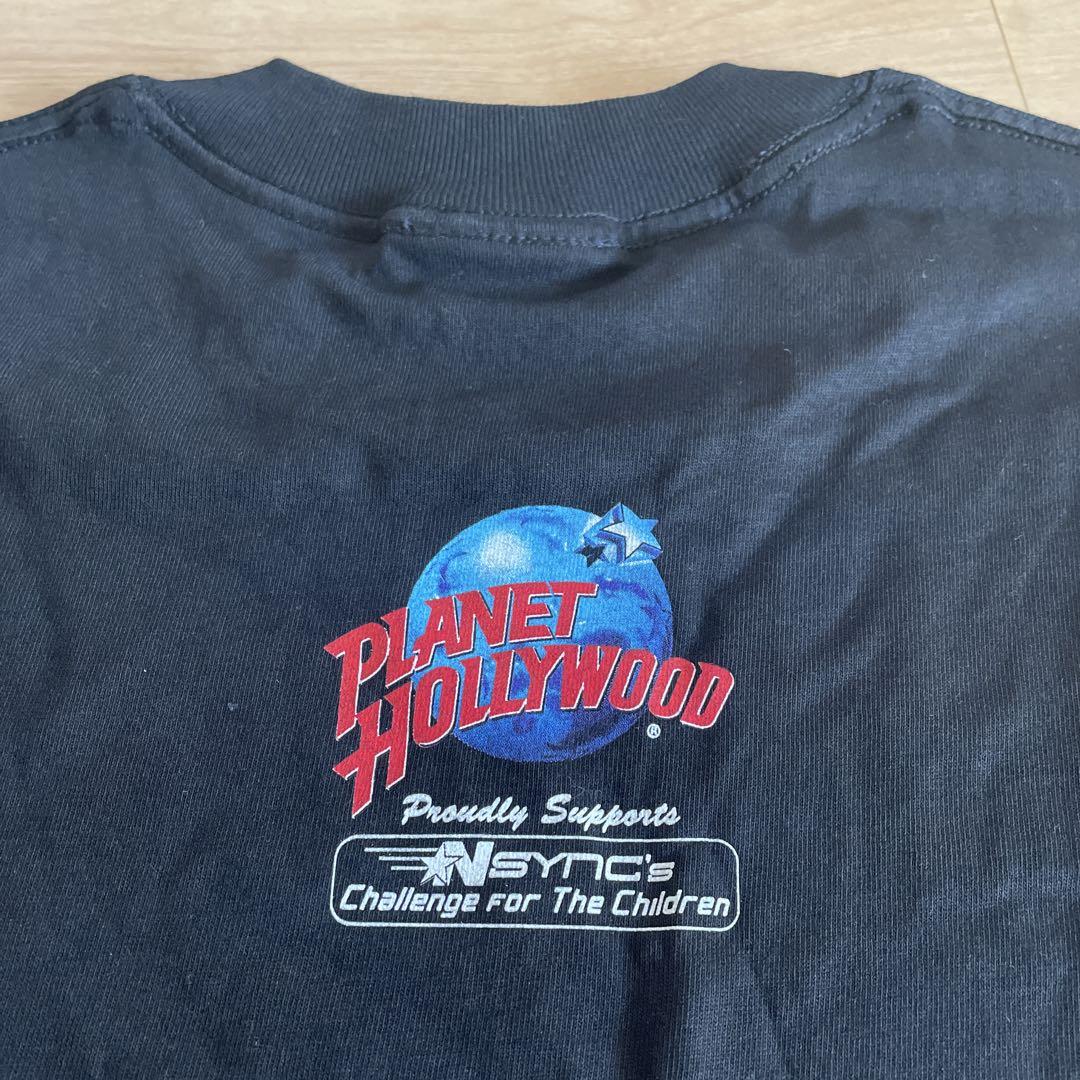 PLANET
HOLLYWOOD
®
Proudly Supports
NSYNC's
Challenge For The Children